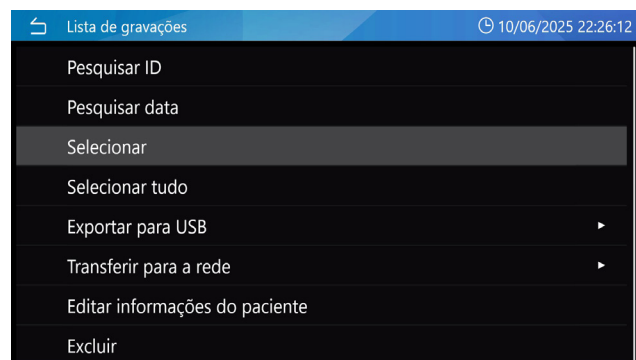 Lista de gravações 10/06/2025 22:26:12
Pesquisar ID
Pesquisar data
Selecionar
Selecionar tudo
Exportar para USB
Transferir para a rede
Editar informações do paciente
Excluir